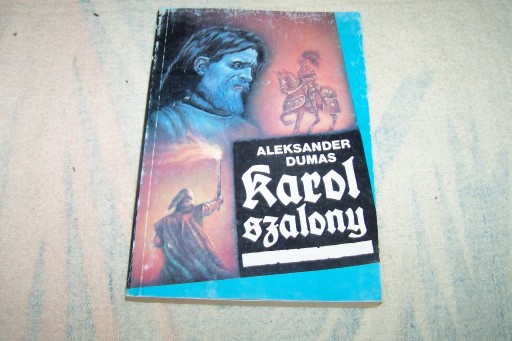 ALEKSANDER
DUMAS
Karol
szalony